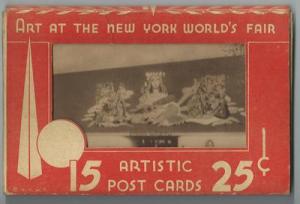 ART AT THE NEW YORK WORLD'S FAIR
15 ARTISTIC POST CARDS 25¢